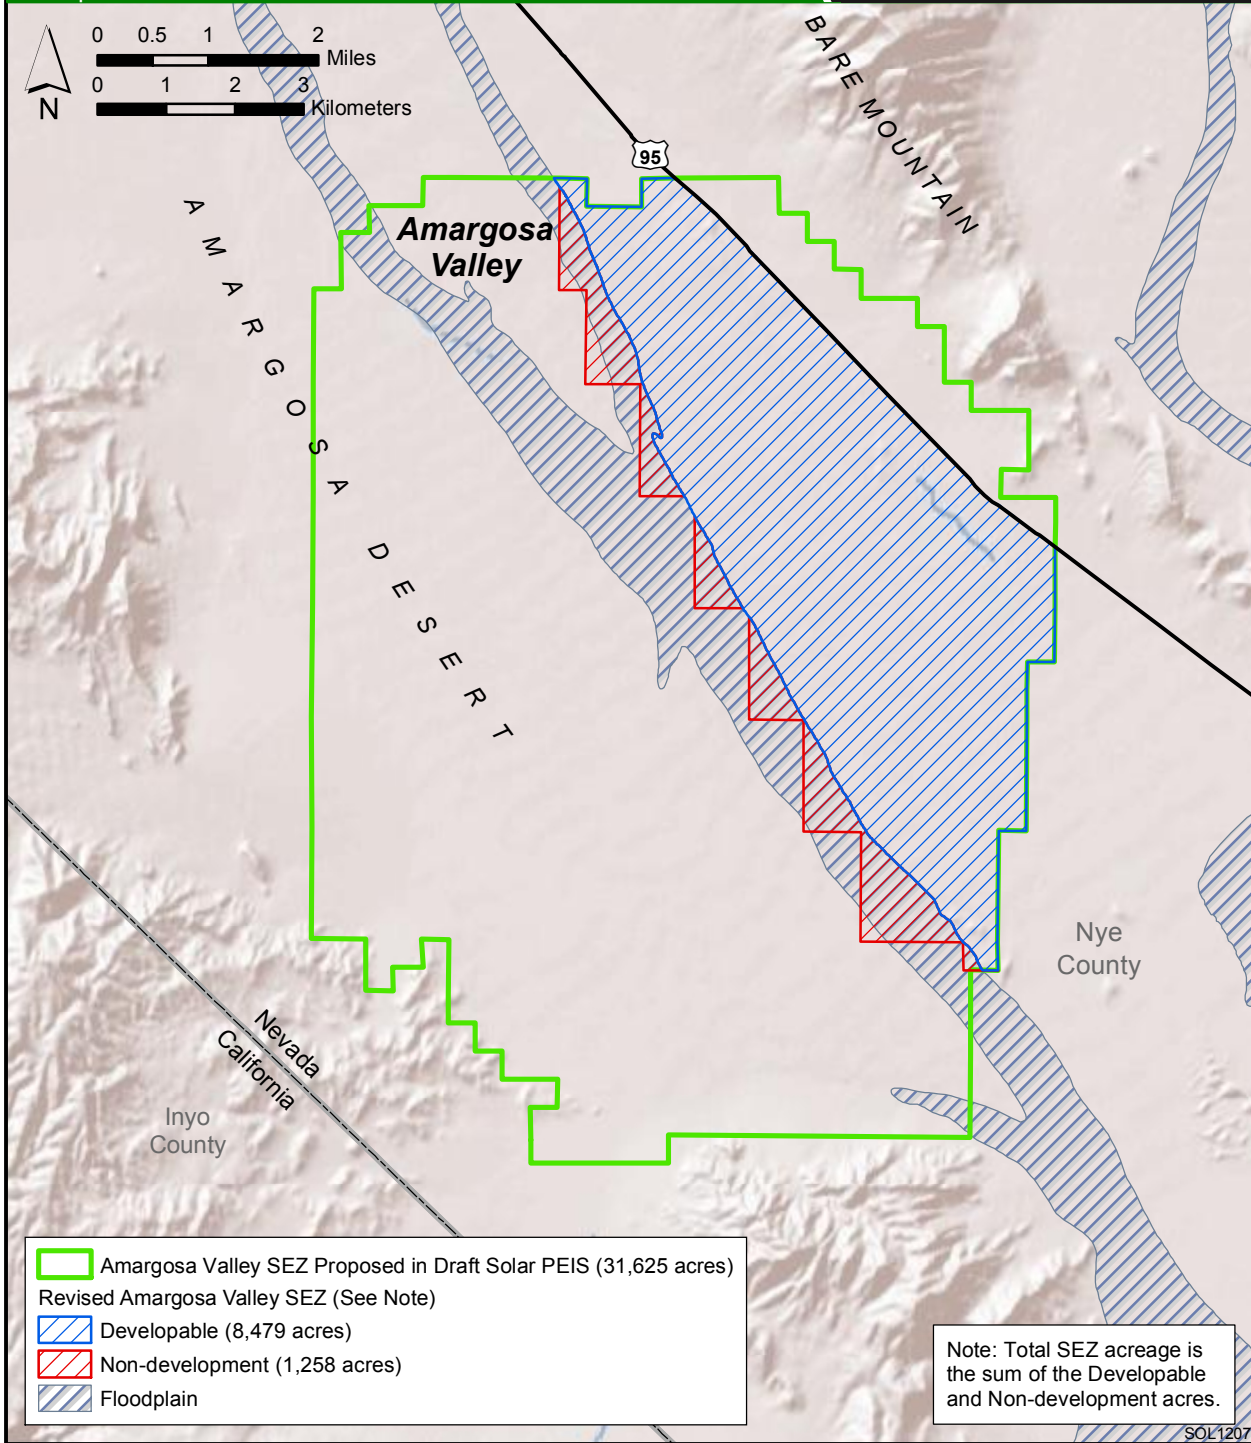 0 0.5 1 2
Miles
0 1 2 3
Kilometers
N
BARE MOUNTAIN
95
AMARGOSA DESERT
Amargosa
Valley
Nye
County
Nevada
California
Inyo
County
Amargosa Valley SEZ Proposed in Draft Solar PEIS (31,625 acres)
Revised Amargosa Valley SEZ (See Note)
Developable (8,479 acres)
Non-development (1,258 acres)
Floodplain
Note: Total SEZ acreage is
the sum of the Developable
and Non-development acres.
SOL1207